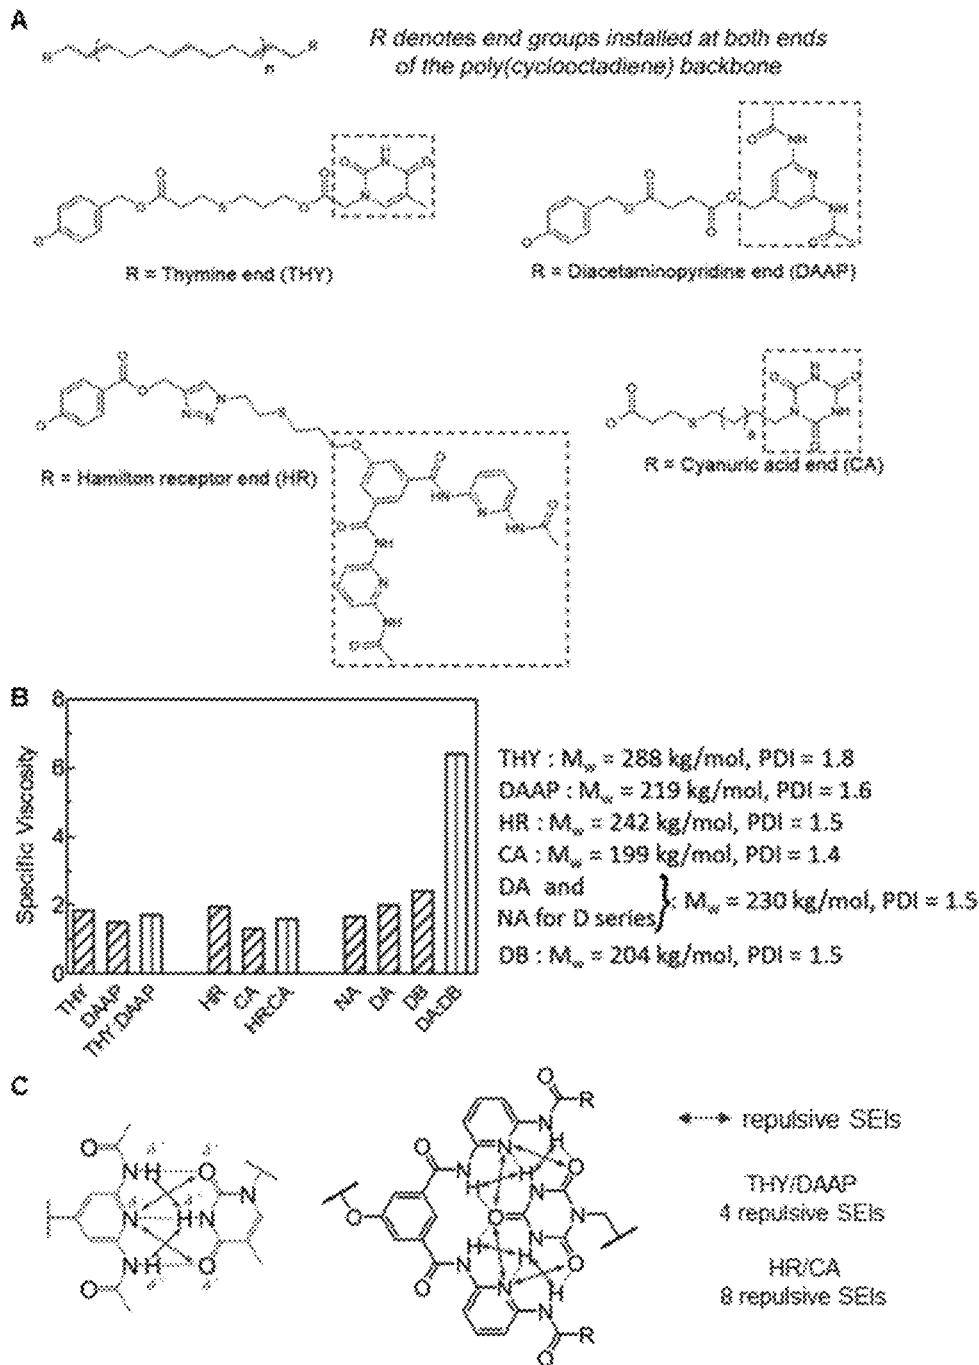 A
R denotes end groups installed at both ends
of the poly(cyclooctadiene) backbone
R = Thymine end (THY)
R = Diacetaminopyridine end (DAAP)
R = Hamilton receptor end (HR)
R = Cyanuric acid end (CA)
B
Specific Viscosity
8
6
4
2
0
THY
DAAP
THY:DAAP
HR
CA
HR:CA
NA
DA
DB
DA:DB
THY : Mw = 288 kg/mol, PDI = 1.8
DAAP : Mw = 219 kg/mol, PDI = 1.6
HR : Mw = 242 kg/mol, PDI = 1.5
CA : Mw = 199 kg/mol, PDI = 1.4
DA and
NA for D series
: Mw = 230 kg/mol, PDI = 1.5
DB : Mw = 204 kg/mol, PDI = 1.5
C
repulsive SEIs
THY/DAAP
4 repulsive SEIs
HR/CA
8 repulsive SEIs